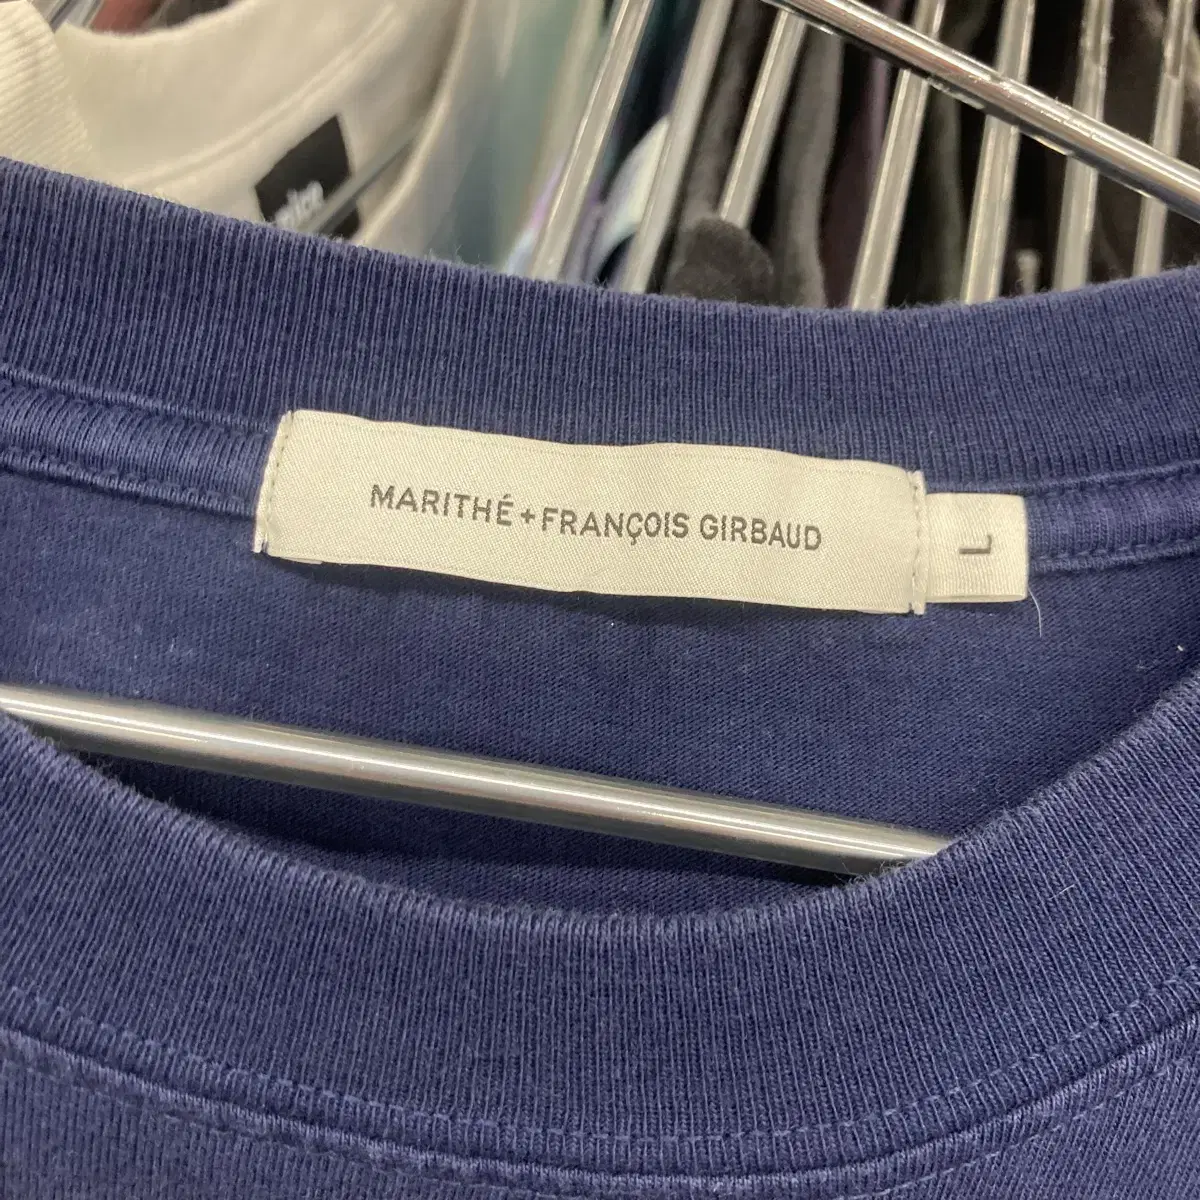 MARITHÉ + FRANÇOIS GIRBAUD
L